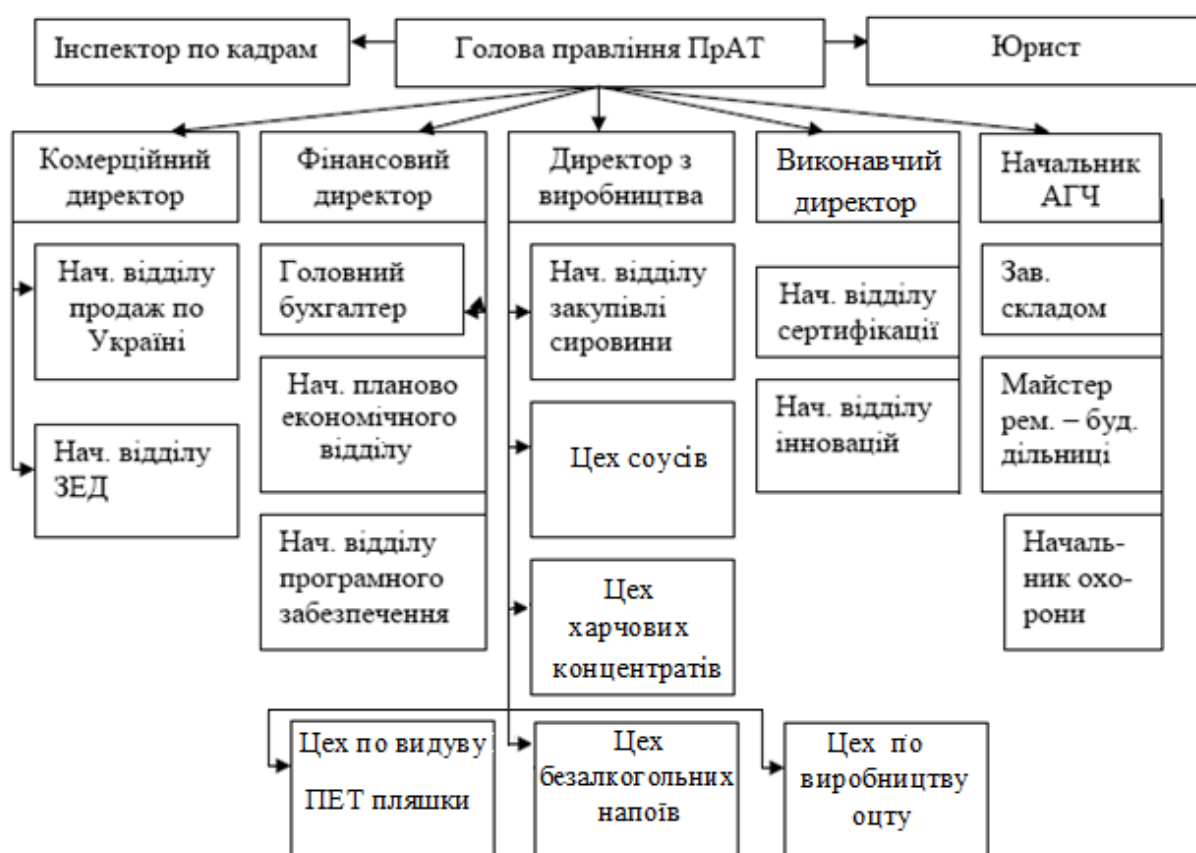 Інспектор по кадрам
Голова правління ПрАТ
Юрист
Комерційний
директор
Фінансовий
директор
Директор з
виробництва
Виконавчий
директор
Начальник
АГЧ
Нач. відділу
продаж по
Україні
Нач. відділу
ЗЕД
Головний
бухгалтер
Нач. планово
економічного
відділу
Нач. відділу
програмного
забезпечення
Нач. відділу
закупівлі
сировини
Цех соусів
Цех
харчових
концентратів
Цех по видуву
ПЕТ пляшки
Цех
безалкогольних
напоїв
Цех по
виробництву
оцту
Нач. відділу
сертифікації
Нач. відділу
інновацій
Зав.
складом
Майстер
рем. – буд.
дільниці
Началь-
ник охо-
рони